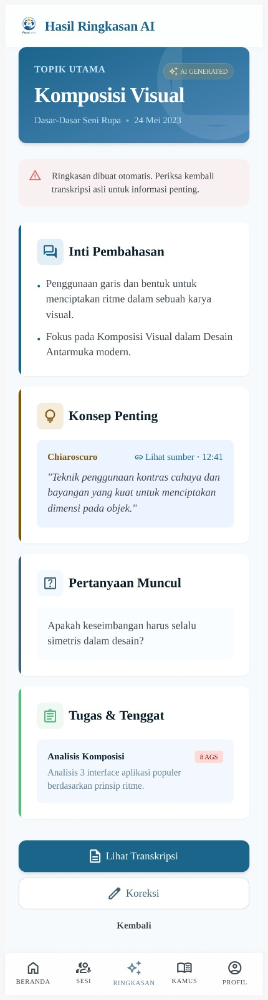 Hasil Ringkasan AI
TOPIK UTAMA
AI GENERATED
Komposisi Visual
Dasar-Dasar Seni Rupa • 24 Mei 2023
Ringkasan dibuat otomatis. Periksa kembali
transkripsi asli untuk informasi penting.
Inti Pembahasan
• Penggunaan garis dan bentuk untuk
menciptakan ritme dalam sebuah karya
visual.
• Fokus pada Komposisi Visual dalam Desain
Antarmuka modern.
Konsep Penting
Chiaroscuro
Lihat sumber · 12:41
"Teknik penggunaan kontras cahaya dan
bayangan yang kuat untuk menciptakan
dimensi pada objek."
Pertanyaan Muncul
Apakah keseimbangan harus selalu
simetris dalam desain?
Tugas & Tenggat
Analisis Komposisi
8 AGS
Analisis 3 interface aplikasi populer
berdasarkan prinsip ritme.
Lihat Transkripsi
Koreksi
Kembali
BERANDA
SESI
RINGKASAN
KAMUS
PROFIL